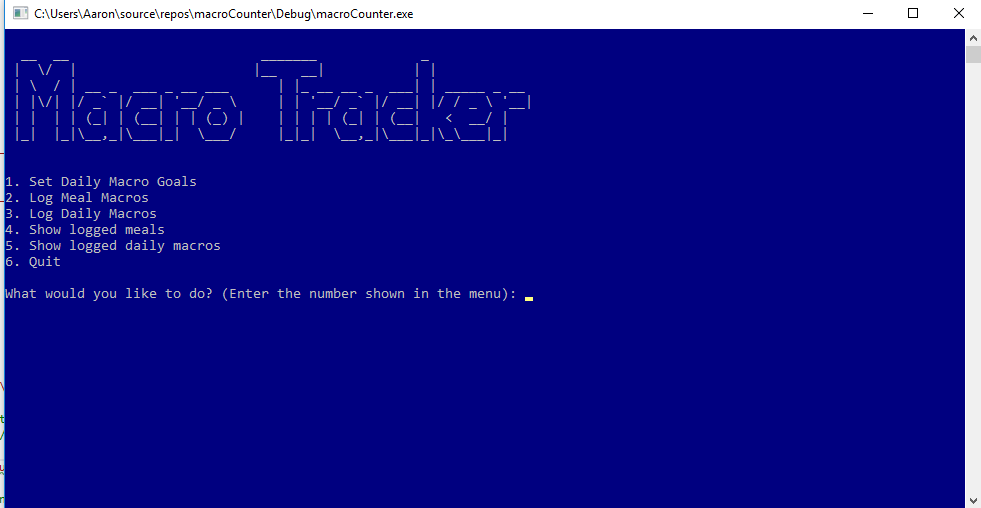 C:\Users\Aaron\source\repos\macroCounter\Debug\macroCounter.exe
Macro Tracker
1. Set Daily Macro Goals
2. Log Meal Macros
3. Log Daily Macros
4. Show logged meals
5. Show logged daily macros
6. Quit
What would you like to do? (Enter the number shown in the menu):